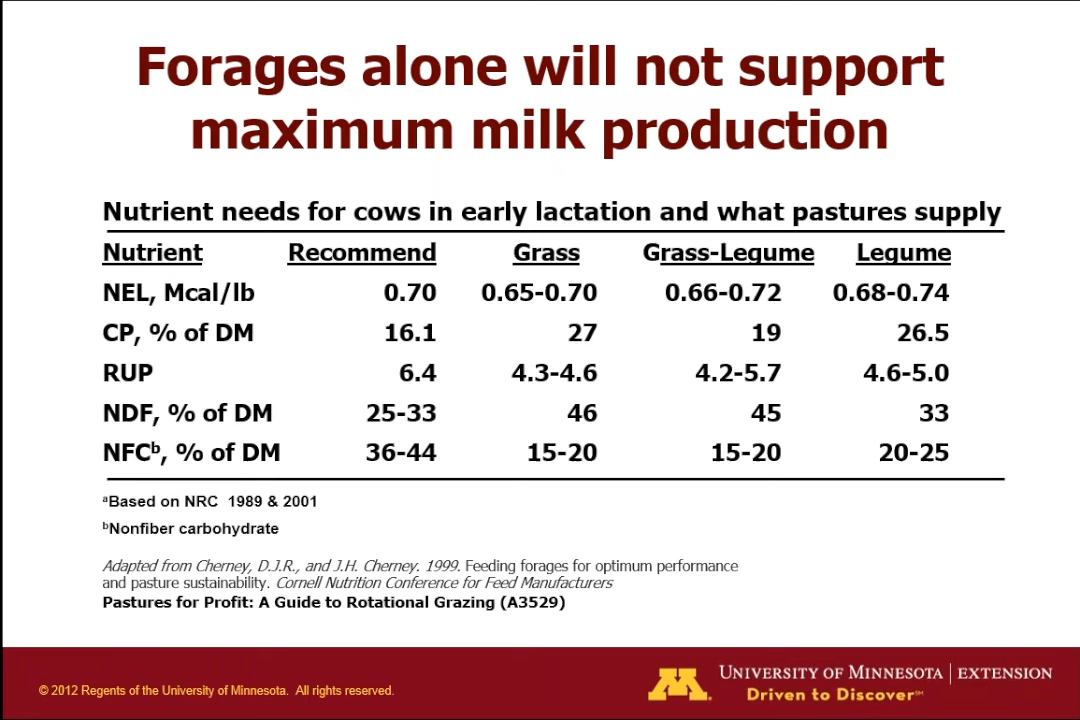 Forages alone will not support
maximum milk production
Nutrient needs for cows in early lactation and what pastures supply
Nutrient Recommend Grass Grass-Legume Legume
NEL, Mcal/lb 0.70 0.65-0.70 0.66-0.72 0.68-0.74
CP, % of DM 16.1 27 19 26.5
RUP 6.4 4.3-4.6 4.2-5.7 4.6-5.0
NDF, % of DM 25-33 46 45 33
NFCᵇ, % of DM 36-44 15-20 15-20 20-25
ᵃBased on NRC 1989 & 2001
ᵇNonfiber carbohydrate
Adapted from Cherney, D.J.R., and J.H. Cherney. 1999. Feeding forages for optimum performance
and pasture sustainability. Cornell Nutrition Conference for Feed Manufacturers
Pastures for Profit: A Guide to Rotational Grazing (A3529)
© 2012 Regents of the University of Minnesota. All rights reserved.
M
UNIVERSITY OF MINNESOTA | EXTENSION
Driven to Discover℠